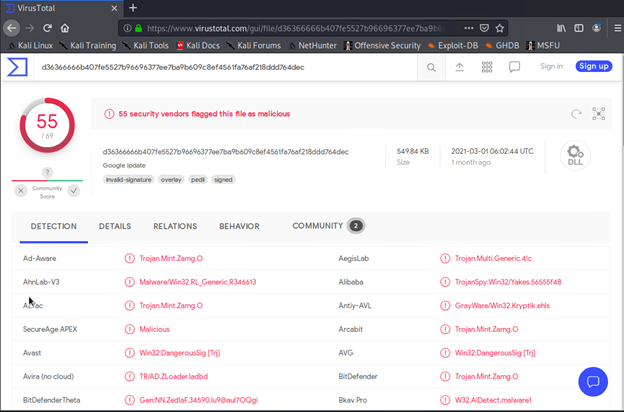 VirusTotal
https://www.virustotal.com/gui/file/d36366666b407fe5527b96696377ee7ba9b6
Kali Linux Kali Training Kali Tools Kali Docs Kali Forums NetHunter Offensive Security Exploit-DB GHDB MSFU
d36366666b407fe5527b96696377ee7ba9b609c8ef4561fa76af218ddd764dec
Sign in Sign up
55
/ 69
55 security vendors flagged this file as malicious
d36366666b407fe5527b96696377ee7ba9b609c8ef4561fa76af218ddd764dec
Google Update
invalid-signature overlay pedll signed
549.84 KB
Size
2021-03-01 06:02:44 UTC
1 month ago
DLL
?
Community
Score
DETECTION DETAILS RELATIONS BEHAVIOR COMMUNITY 2
Ad-Aware Trojan.Mint.Zamg.O AegisLab Trojan.Multi.Generic.4!c
AhnLab-V3 Malware/Win32.RL_Generic.R346613 Alibaba TrojanSpy:Win32/Yakes.56555f48
ALYac Trojan.Mint.Zamg.O Antiy-AVL GrayWare/Win32.Kryptik.ehls
SecureAge APEX Malicious Arcabit Trojan.Mint.Zamg.O
Avast Win32:DangerousSig [Trj] AVG Win32:DangerousSig [Trj]
Avira (no cloud) TR/AD.ZLoader.ladbd BitDefender Trojan.Mint.Zamg.O
BitDefenderTheta Gen:NN.ZedlaF.34590.Iu9@aul7OQgi Bkav Pro W32.AIDetect.malware1